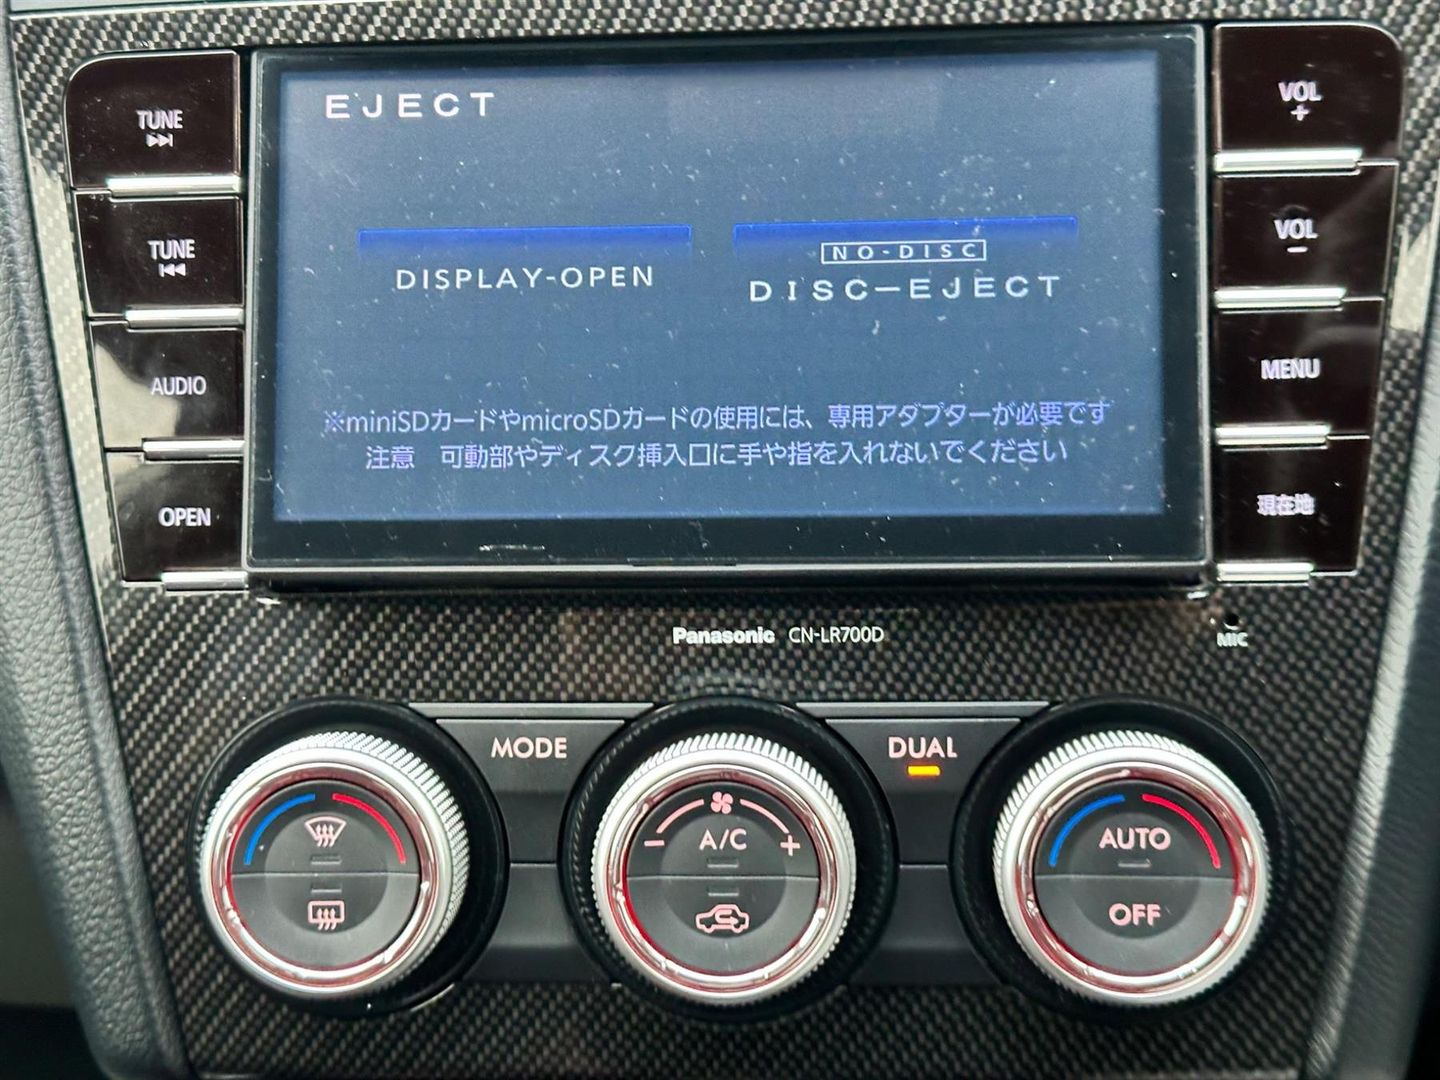 TUNE
TUNE
AUDIO
OPEN
EJECT
DISPLAY-OPEN
NO-DISC
DISC-EJECT
※miniSDカードやmicroSDカードの使用には、専用アダプターが必要です
注意 可動部やディスク挿入口に手や指を入れないでください
VOL
+
VOL
-
MENU
現在地
Panasonic CN-LR700D
MIC
MODE
DUAL
- A/C +
AUTO
OFF